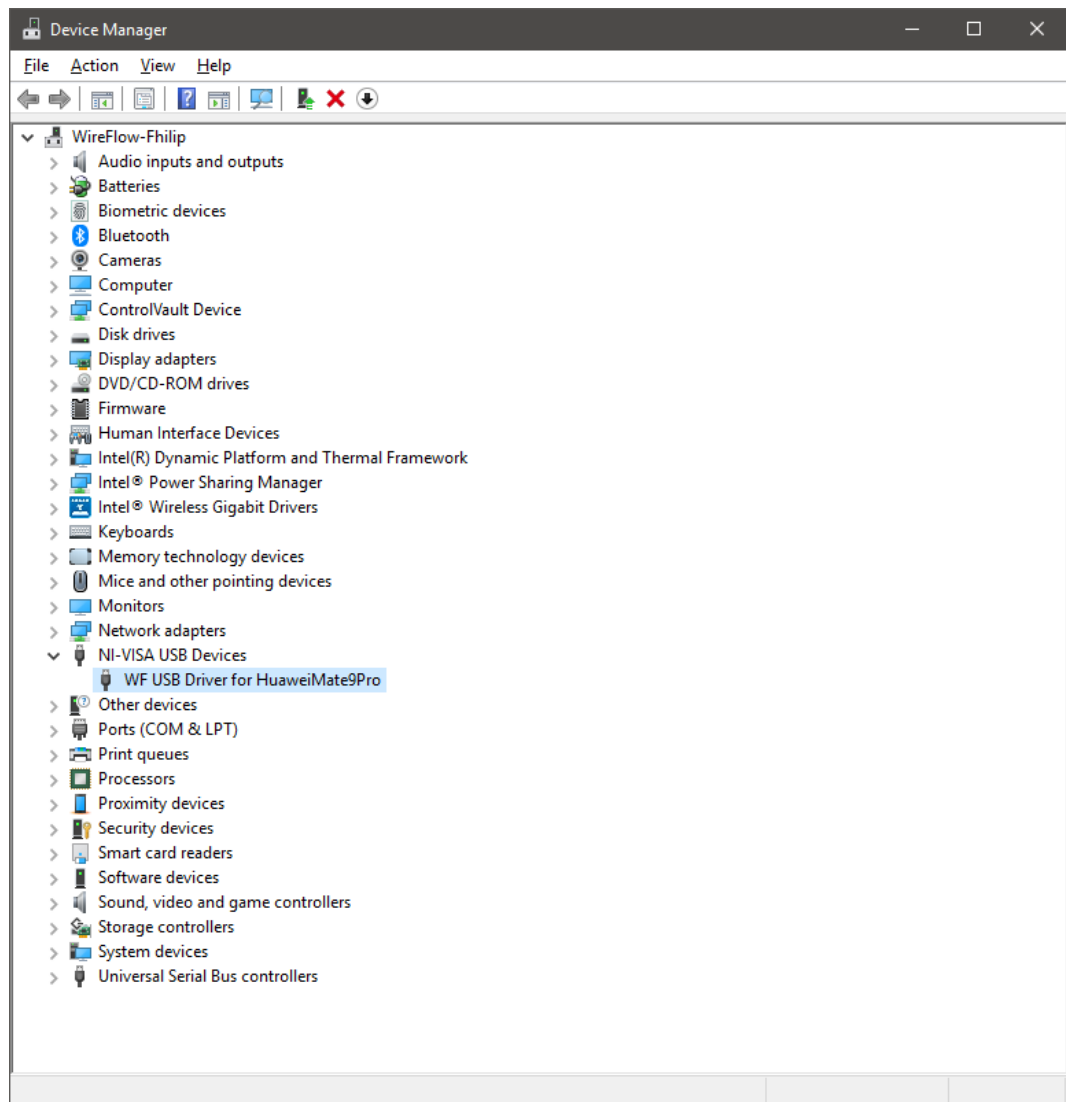 Device Manager
File Action View Help
WireFlow-Fhilip
Audio inputs and outputs
Batteries
Biometric devices
Bluetooth
Cameras
Computer
ControlVault Device
Disk drives
Display adapters
DVD/CD-ROM drives
Firmware
Human Interface Devices
Intel(R) Dynamic Platform and Thermal Framework
Intel® Power Sharing Manager
Intel® Wireless Gigabit Drivers
Keyboards
Memory technology devices
Mice and other pointing devices
Monitors
Network adapters
NI-VISA USB Devices
WF USB Driver for HuaweiMate9Pro
Other devices
Ports (COM & LPT)
Print queues
Processors
Proximity devices
Security devices
Smart card readers
Software devices
Sound, video and game controllers
Storage controllers
System devices
Universal Serial Bus controllers